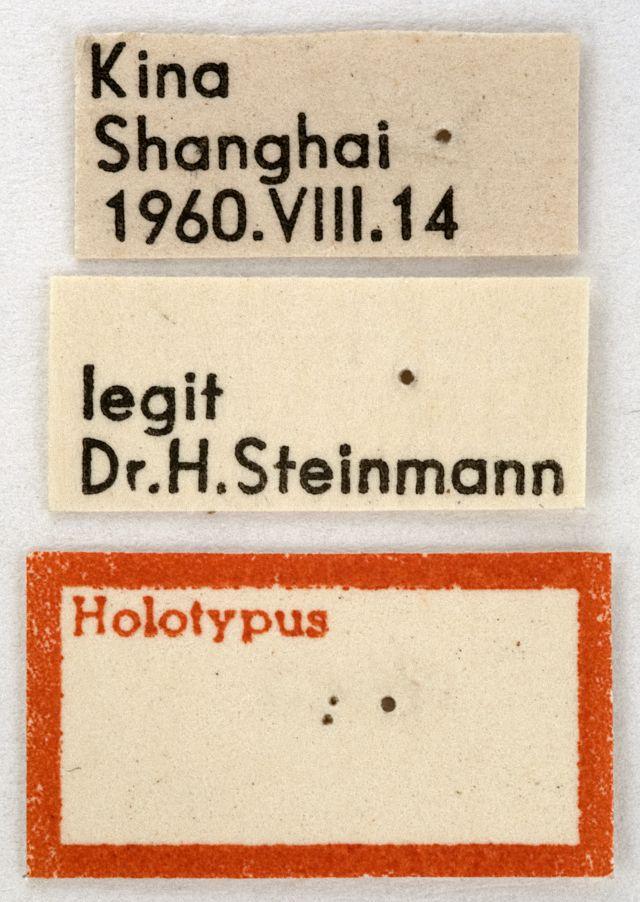 Kina
Shanghai
1960.VIII.14
legit
Dr.H.Steinmann
Holotypus